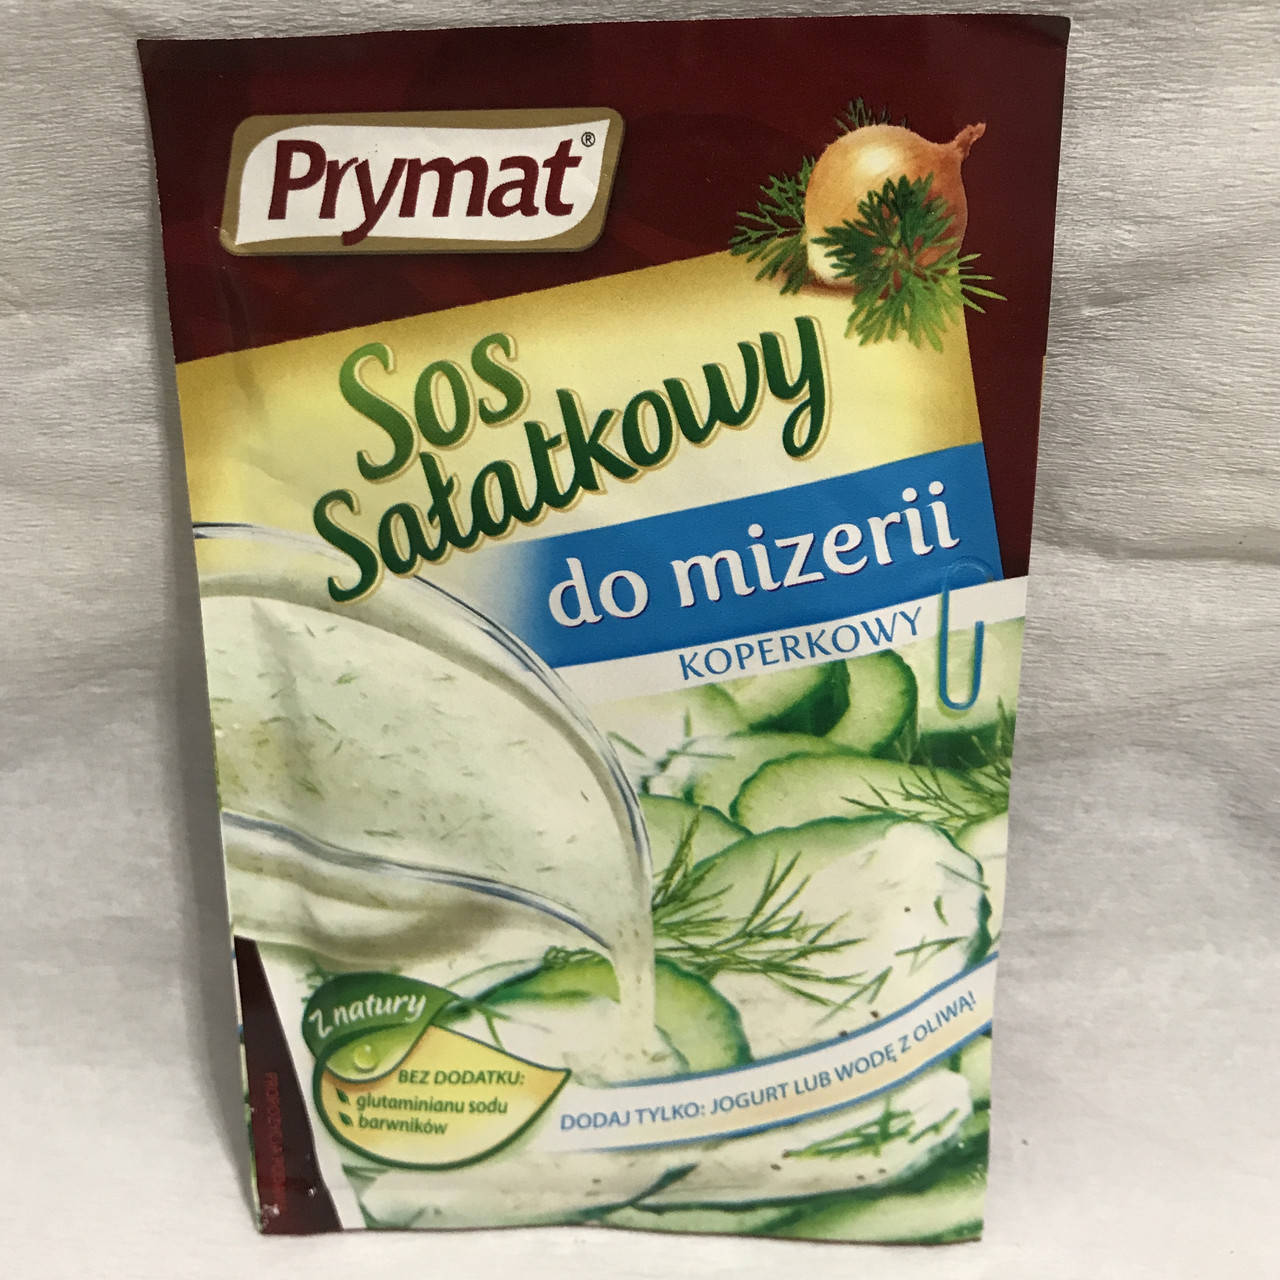 Prymat®
Sos
Sałatkowy
do mizerii
KOPERKOWY
z natury
BEZ DODATKU:
glutaminianu sodu
barwników
DODAJ TYLKO: JOGURT LUB WODĘ Z OLIWĄ!